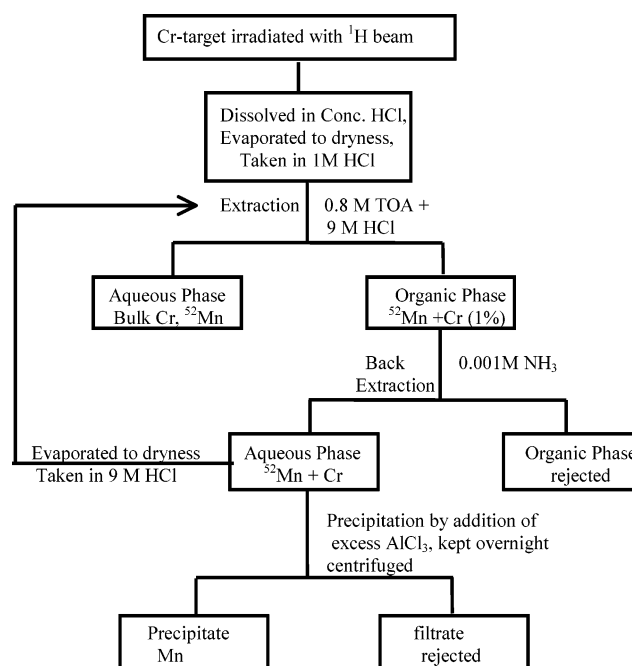 Cr-target irradiated with ¹H beam
Dissolved in Conc. HCl,
Evaporated to dryness,
Taken in 1M HCl
Extraction
0.8 M TOA +
9 M HCl
Aqueous Phase
Bulk Cr, ⁵²Mn
Organic Phase
⁵²Mn +Cr (1%)
Back
Extraction
0.001M NH₃
Evaporated to dryness
Taken in 9 M HCl
Aqueous Phase
⁵²Mn + Cr
Organic Phase
rejected
Precipitation by addition of
excess AlCl₃, kept overnight
centrifuged
Precipitate
Mn
filtrate
rejected